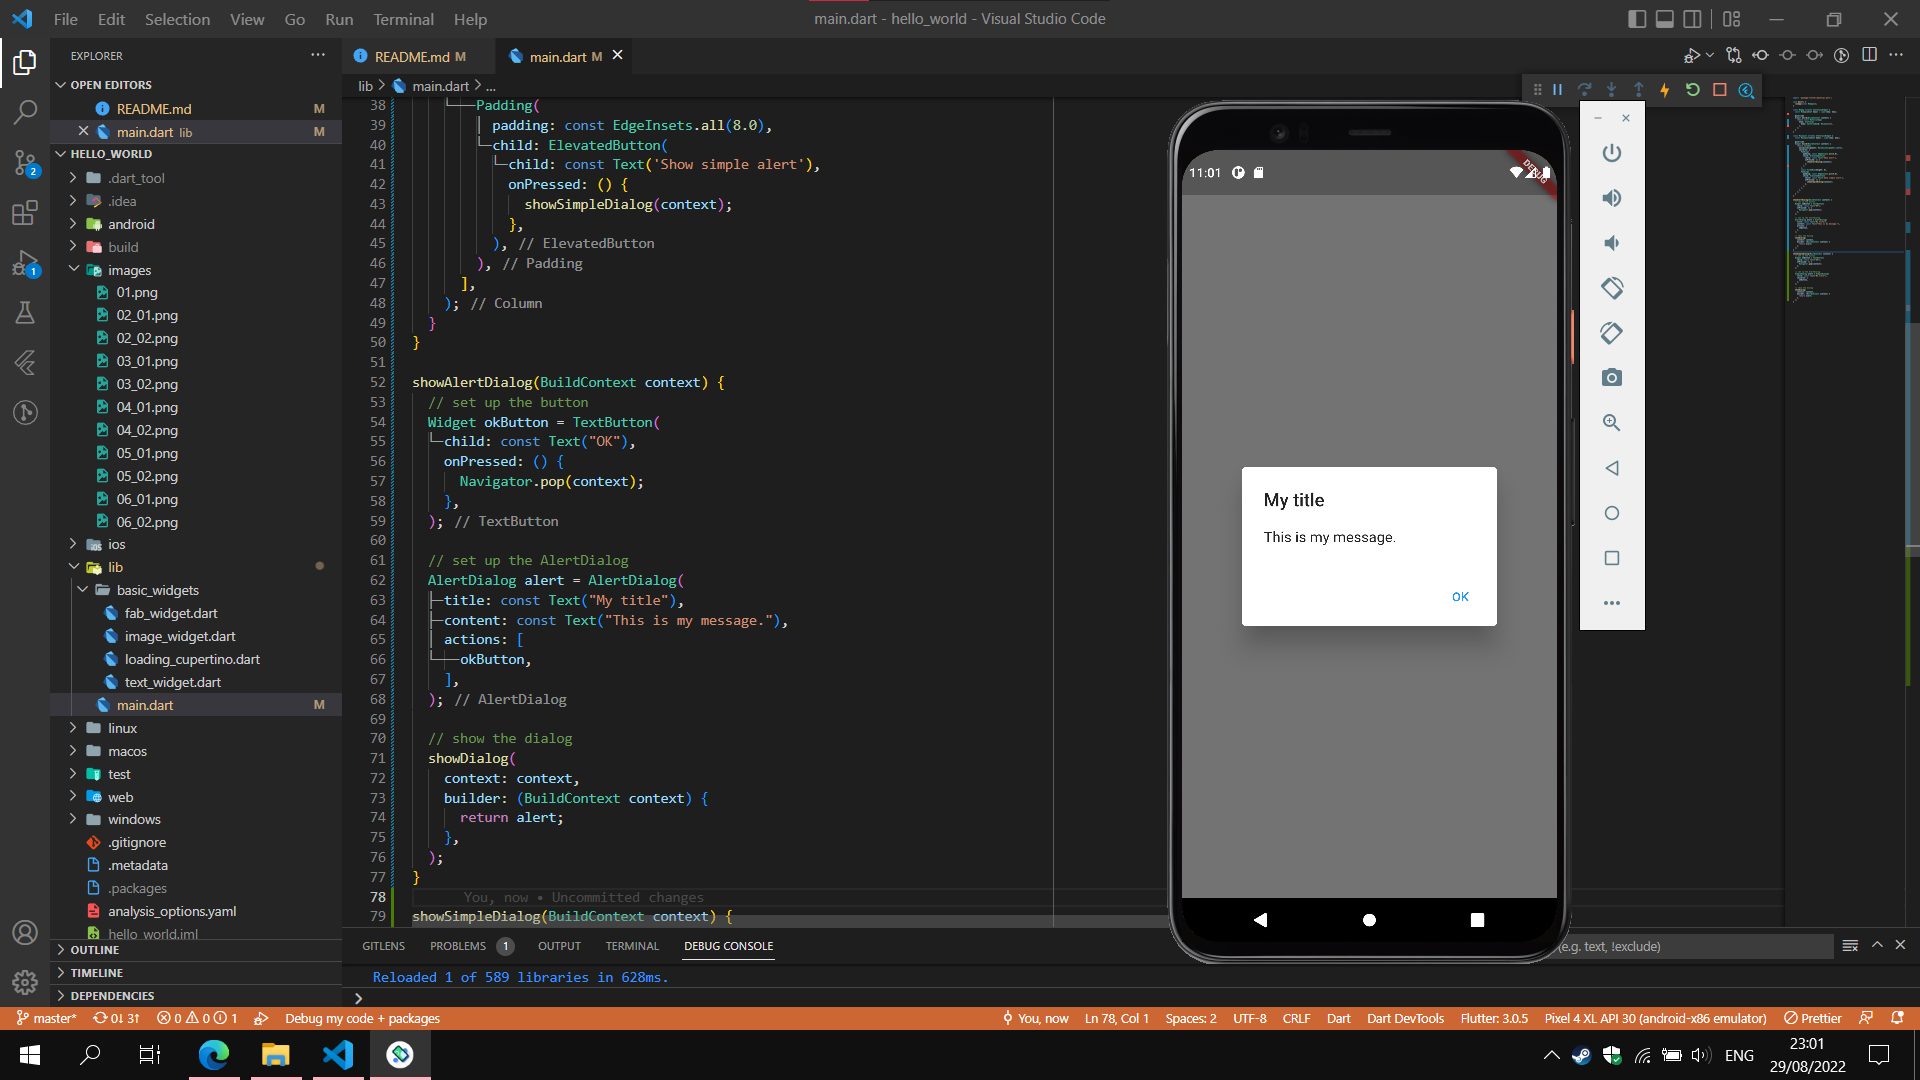 File Edit Selection View Go Run Terminal Help
main.dart - hello_world - Visual Studio Code
EXPLORER
OPEN EDITORS
README.md M
main.dart lib M
HELLO_WORLD
.dart_tool
.idea
android
build
images
01.png
02_01.png
02_02.png
03_01.png
03_02.png
04_01.png
04_02.png
05_01.png
05_02.png
06_01.png
06_02.png
ios
lib
basic_widgets
fab_widget.dart
image_widget.dart
loading_cupertino.dart
text_widget.dart
main.dart M
linux
macos
test
web
windows
.gitignore
.metadata
.packages
analysis_options.yaml
hello_world.iml
OUTLINE
TIMELINE
DEPENDENCIES
2
1
README.md M
main.dart M
lib > main.dart > ...
38 Padding(
39 padding: const EdgeInsets.all(8.0),
40 child: ElevatedButton(
41 child: const Text('Show simple alert'),
42 onPressed: () {
43 showSimpleDialog(context);
44 },
45 ), // ElevatedButton
46 ), // Padding
47 ],
48 ); // Column
49 }
50 }
51
52 showAlertDialog(BuildContext context) {
53 // set up the button
54 Widget okButton = TextButton(
55 child: const Text("OK"),
56 onPressed: () {
57 Navigator.pop(context);
58 },
59 ); // TextButton
60
61 // set up the AlertDialog
62 AlertDialog alert = AlertDialog(
63 title: const Text("My title"),
64 content: const Text("This is my message."),
65 actions: [
66 okButton,
67 ],
68 ); // AlertDialog
69
70 // show the dialog
71 showDialog(
72 context: context,
73 builder: (BuildContext context) {
74 return alert;
75 },
76 );
77 }
78 You, now • Uncommitted changes
79 showSimpleDialog(BuildContext context) {
11:01
DEBUG
My title
This is my message.
OK
GITLENS PROBLEMS 1 OUTPUT TERMINAL DEBUG CONSOLE
(e.g. text, !exclude)
Reloaded 1 of 589 libraries in 628ms.
master* 0↓ 3↑ 0 0 1 Debug my code + packages
You, now Ln 78, Col 1 Spaces: 2 UTF-8 CRLF Dart Dart DevTools Flutter: 3.0.5 Pixel 4 XL API 30 (android-x86 emulator) Prettier
ENG
23:01
29/08/2022